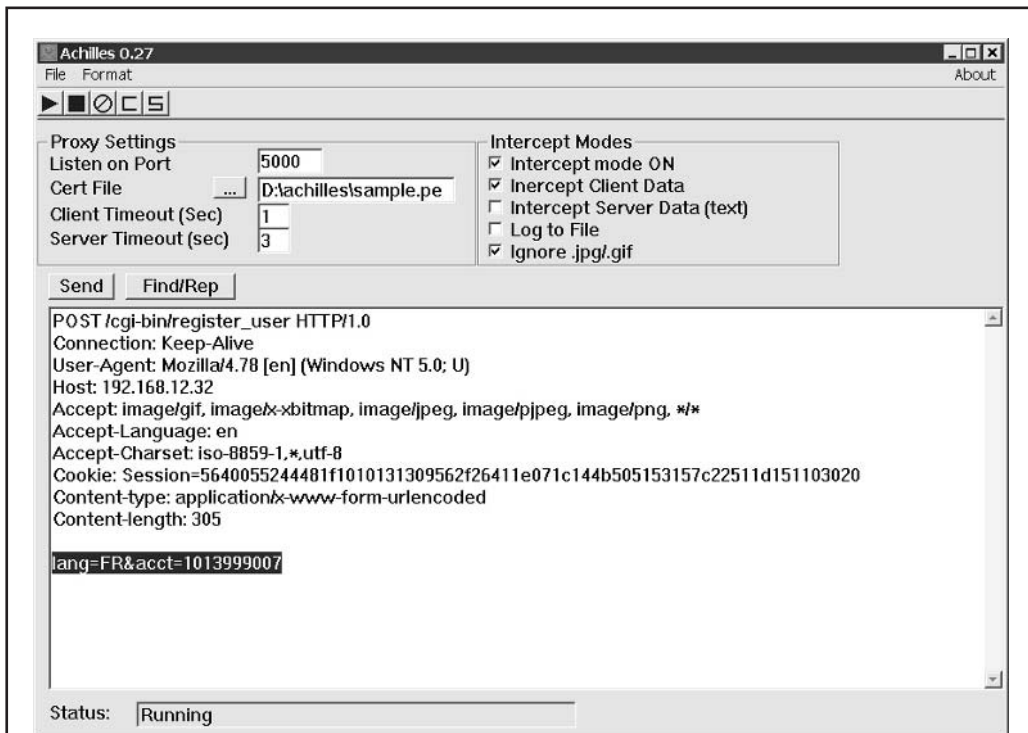 Achilles 0.27
File Format About
Proxy Settings
Listen on Port 5000
Cert File ... D:\achilles\sample.pe
Client Timeout (Sec) 1
Server Timeout (sec) 3
Intercept Modes
Intercept mode ON
Inercept Client Data
Intercept Server Data (text)
Log to File
Ignore .jpg/.gif
Send Find/Rep
POST /cgi-bin/register_user HTTP/1.0
Connection: Keep-Alive
User-Agent: Mozilla/4.78 [en] (Windows NT 5.0; U)
Host: 192.168.12.32
Accept: image/gif, image/x-xbitmap, image/jpeg, image/pjpeg, image/png, */*
Accept-Language: en
Accept-Charset: iso-8859-1,*,utf-8
Cookie: Session=5640055244481f1010131309562f26411e071c144b505153157c22511d151103020
Content-type: application/x-www-form-urlencoded
Content-length: 305
lang=FR&acct=1013999007
Status: Running